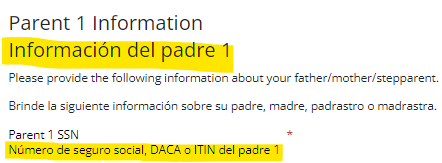 Parent 1 Information
Información del padre 1
Please provide the following information about your father/mother/stepparent.
Brinde la siguiente información sobre su padre, madre, padrastro o madrastra.
Parent 1 SSN *
Número de seguro social, DACA o ITIN del padre 1